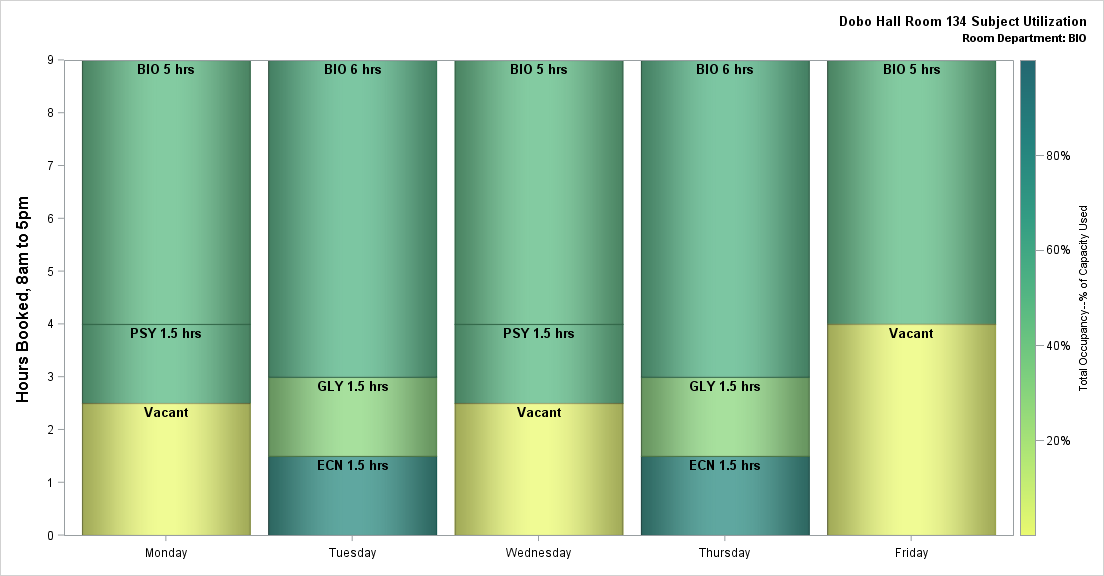 Dobo Hall Room 134 Subject Utilization
Room Department: BIO
Hours Booked, 8am to 5pm
9
8
7
6
5
4
3
2
1
0
BIO 5 hrs
PSY 1.5 hrs
Vacant
BIO 6 hrs
GLY 1.5 hrs
ECN 1.5 hrs
BIO 5 hrs
PSY 1.5 hrs
Vacant
BIO 6 hrs
GLY 1.5 hrs
ECN 1.5 hrs
BIO 5 hrs
Vacant
Monday
Tuesday
Wednesday
Thursday
Friday
80%
60%
40%
20%
Total Occupancy--% of Capacity Used